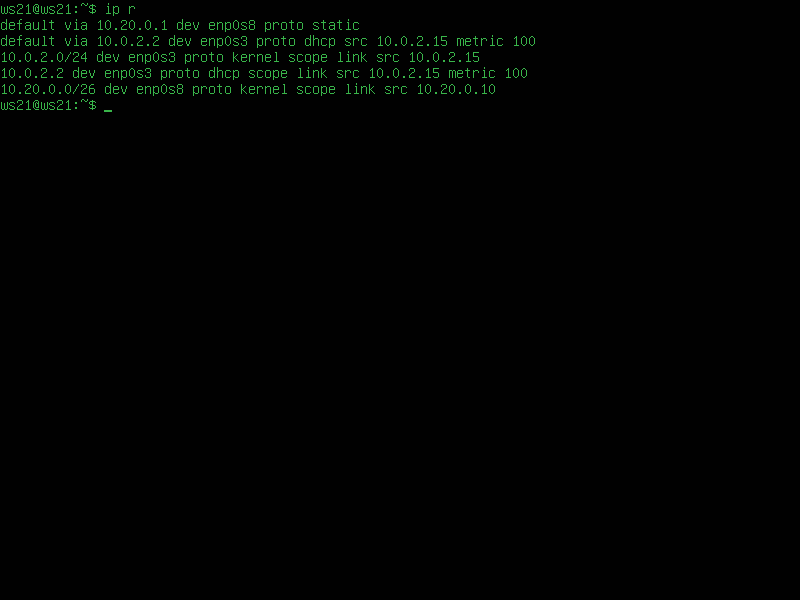 ws21@ws21:~$ ip r
default via 10.20.0.1 dev enp0s8 proto static
default via 10.0.2.2 dev enp0s3 proto dhcp src 10.0.2.15 metric 100
10.0.2.0/24 dev enp0s3 proto kernel scope link src 10.0.2.15
10.0.2.2 dev enp0s3 proto dhcp scope link src 10.0.2.15 metric 100
10.20.0.0/26 dev enp0s8 proto kernel scope link src 10.20.0.10
ws21@ws21:~$ _